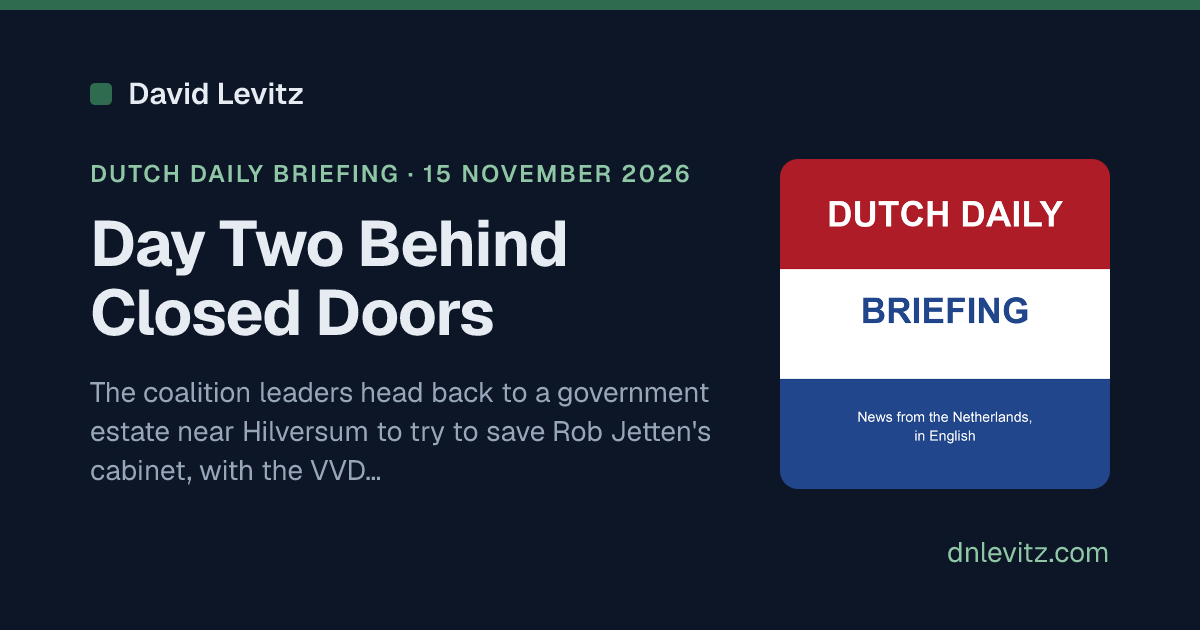 David Levitz
DUTCH DAILY BRIEFING · 15 NOVEMBER 2026
Day Two Behind
Closed Doors
The coalition leaders head back to a government
estate near Hilversum to try to save Rob Jetten's
cabinet, with the VVD...
DUTCH DAILY
BRIEFING
News from the Netherlands,
in English
dnlevitz.com